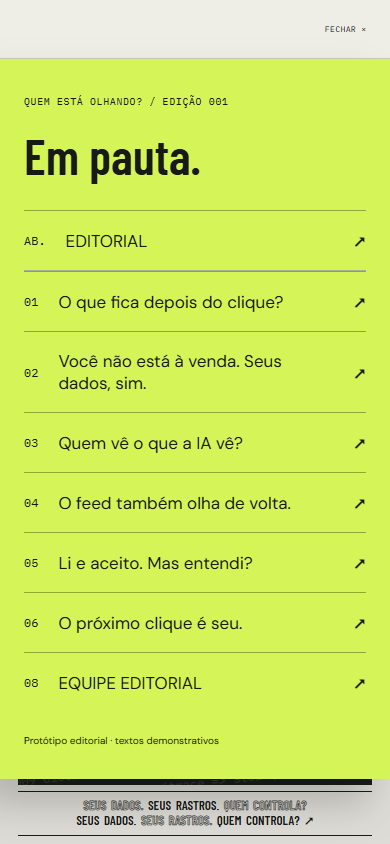 FECHAR ×
QUEM ESTÁ OLHANDO? / EDIÇÃO 001
Em pauta.
AB. EDITORIAL ↗
01 O que fica depois do clique? ↗
02 Você não está à venda. Seus
dados, sim. ↗
03 Quem vê o que a IA vê? ↗
04 O feed também olha de volta. ↗
05 Li e aceito. Mas entendi? ↗
06 O próximo clique é seu. ↗
08 EQUIPE EDITORIAL ↗
Protótipo editorial · textos demonstrativos
SEUS DADOS. SEUS RASTROS. QUEM CONTROLA?
SEUS DADOS. SEUS RASTROS. QUEM CONTROLA? ↗